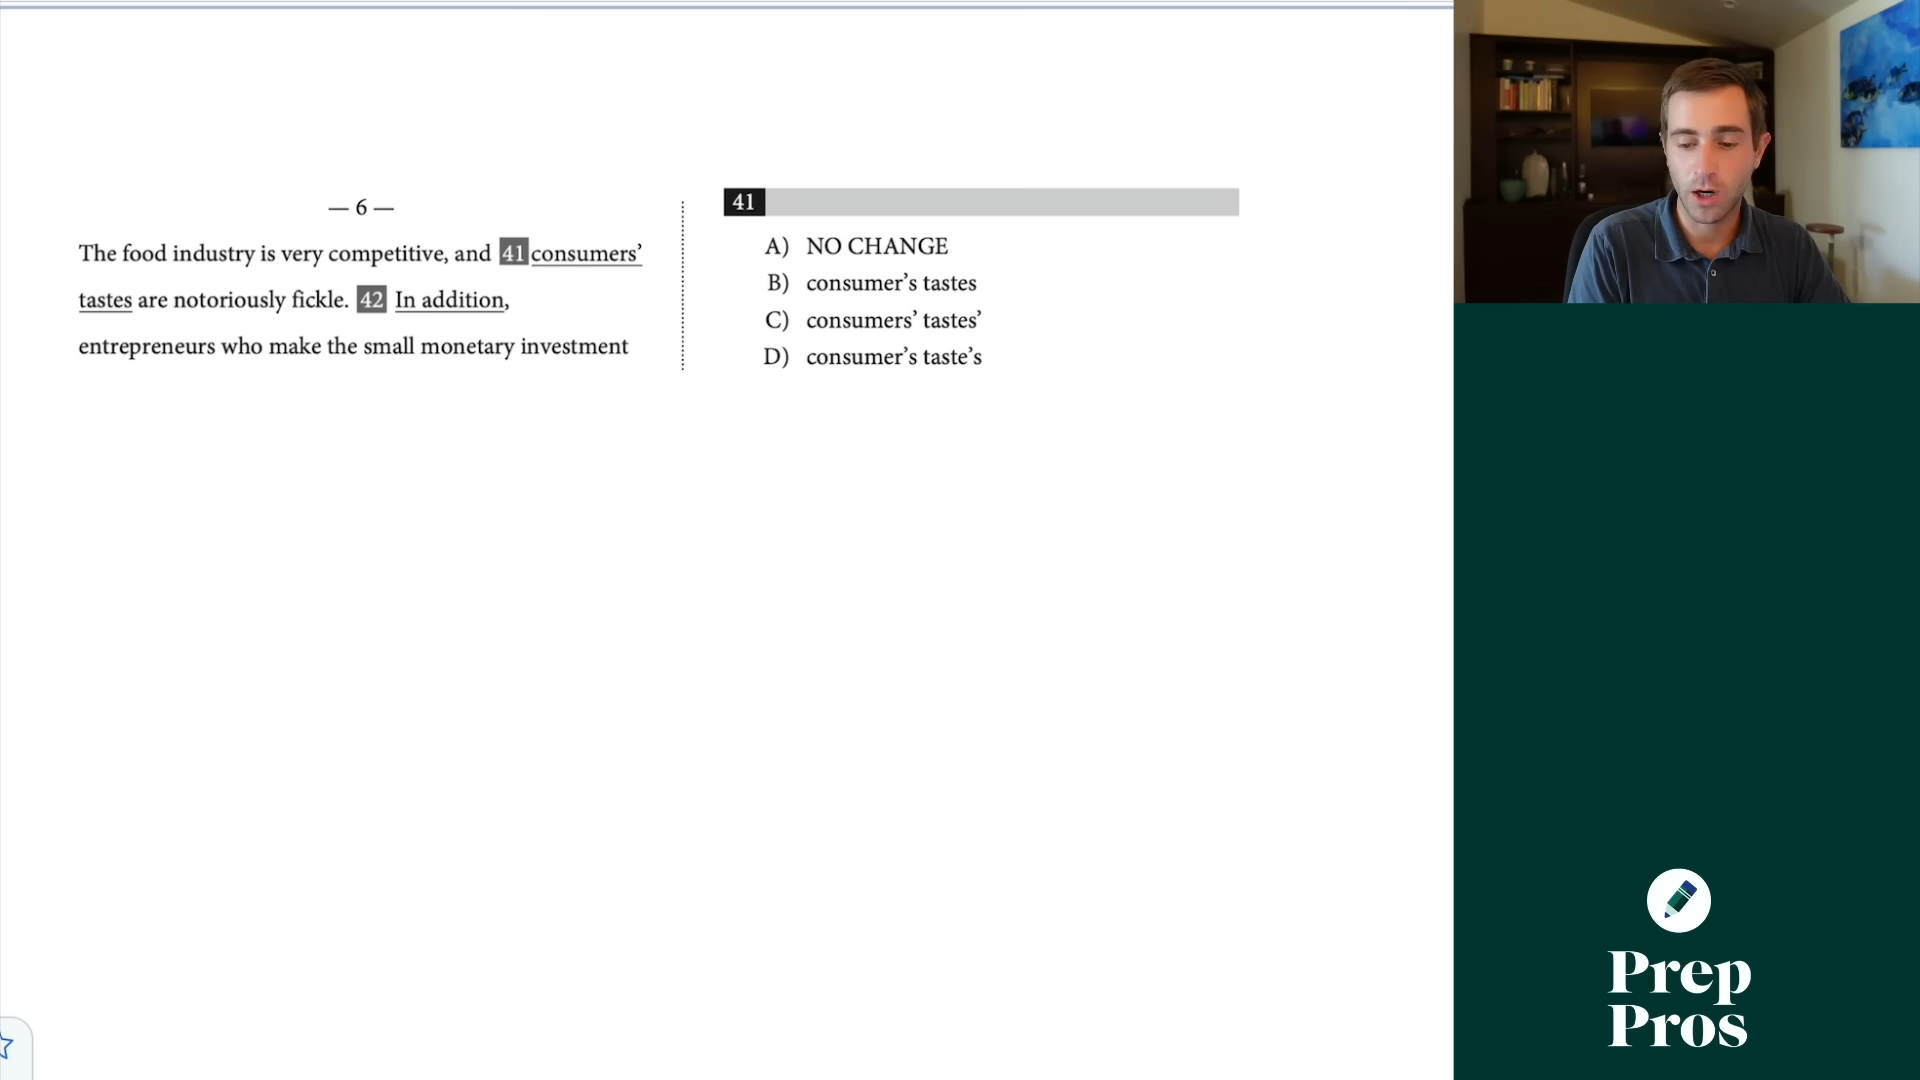 — 6 —
The food industry is very competitive, and 41 consumers’
tastes are notoriously fickle. 42 In addition,
entrepreneurs who make the small monetary investment
41
A) NO CHANGE
B) consumer’s tastes
C) consumers’ tastes’
D) consumer’s taste’s
Prep
Pros